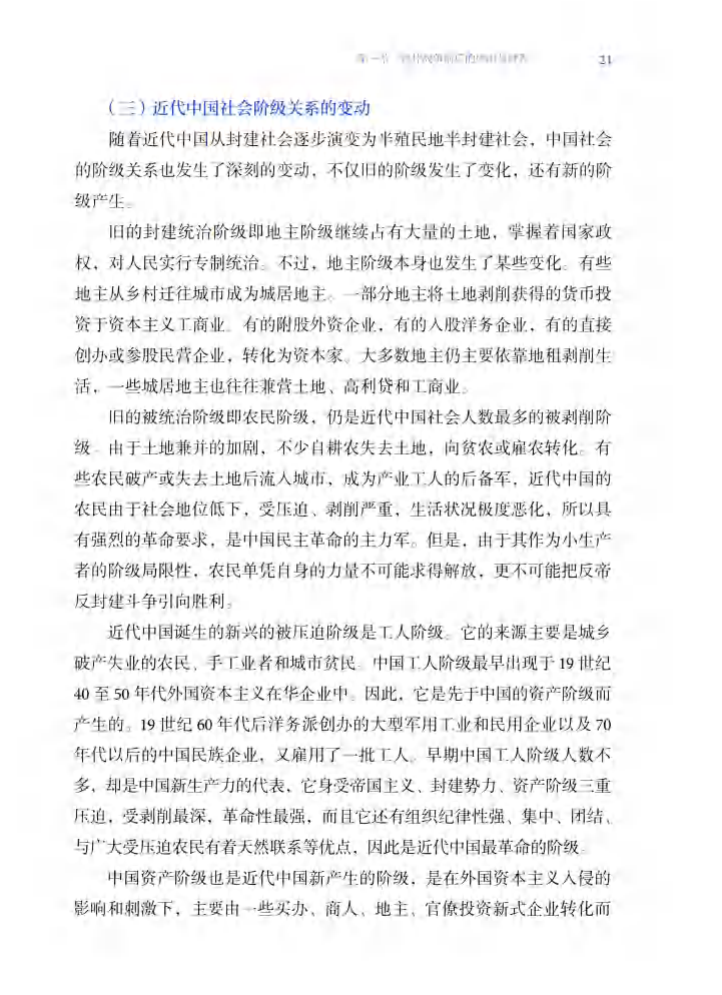 21
（三）近代中国社会阶级关系的变动
随着近代中国从封建社会逐步演变为半殖民地半封建社会，中国社会
的阶级关系也发生了深刻的变动，不仅旧的阶级发生了变化，还有新的阶
级产生。
旧的封建统治阶级即地主阶级继续占有大量的土地，掌握着国家政
权，对人民实行专制统治。不过，地主阶级本身也发生了某些变化。有些
地主从乡村迁往城市成为城居地主。一部分地主将土地剥削获得的货币投
资于资本主义工商业。有的附股外资企业，有的入股洋务企业，有的直接
创办或参股民营企业，转化为资本家。大多数地主仍主要依靠地租剥削生
活，一些城居地主也往往兼营土地、高利贷和工商业。
旧的被统治阶级即农民阶级，仍是近代中国社会人数最多的被剥削阶
级。由于土地兼并的加剧，不少自耕农失去土地，向贫农或雇农转化。有
些农民破产或失去土地后流入城市，成为产业工人的后备军，近代中国的
农民由于社会地位低下，受压迫、剥削严重，生活状况极度恶化，所以具
有强烈的革命要求，是中国民主革命的主力军。但是，由于其作为小生产
者的阶级局限性，农民单凭自身的力量不可能求得解放，更不可能把反帝
反封建斗争引向胜利。
近代中国诞生的新兴的被压迫阶级是工人阶级。它的来源主要是城乡
破产失业的农民、手工业者和城市贫民。中国工人阶级最早出现于 19 世纪
40 至 50 年代外国资本主义在华企业中。因此，它是先于中国的资产阶级而
产生的。19 世纪 60 年代后洋务派创办的大型军用工业和民用企业以及 70
年代以后的中国民族企业，又雇用了一批工人。早期中国工人阶级人数不
多，却是中国新生产力的代表，它身受帝国主义、封建势力、资产阶级三重
压迫，受剥削最深，革命性最强，而且它还有组织纪律性强、集中、团结、
与广大受压迫农民有着天然联系等优点，因此是近代中国最革命的阶级。
中国资产阶级也是近代中国新产生的阶级，是在外国资本主义入侵的
影响和刺激下，主要由一些买办、商人、地主、官僚投资新式企业转化而